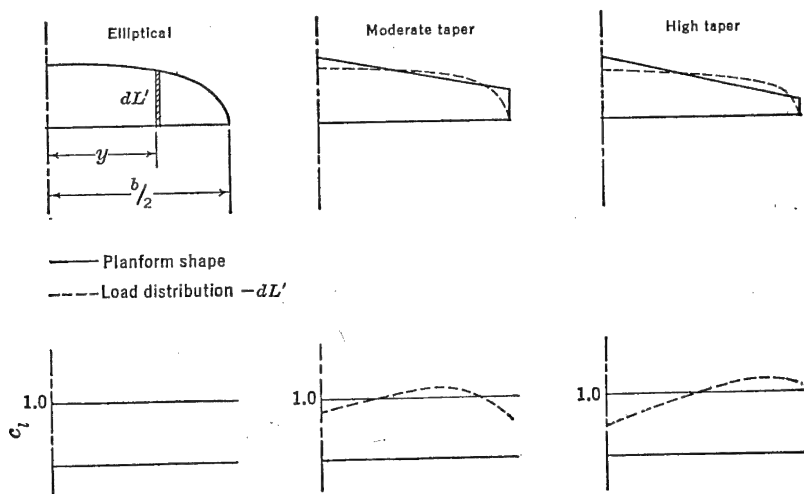 Elliptical
Moderate taper
High taper
dL'
y
b/2
Planform shape
Load distribution – dL'
1.0
1.0
1.0
c_l